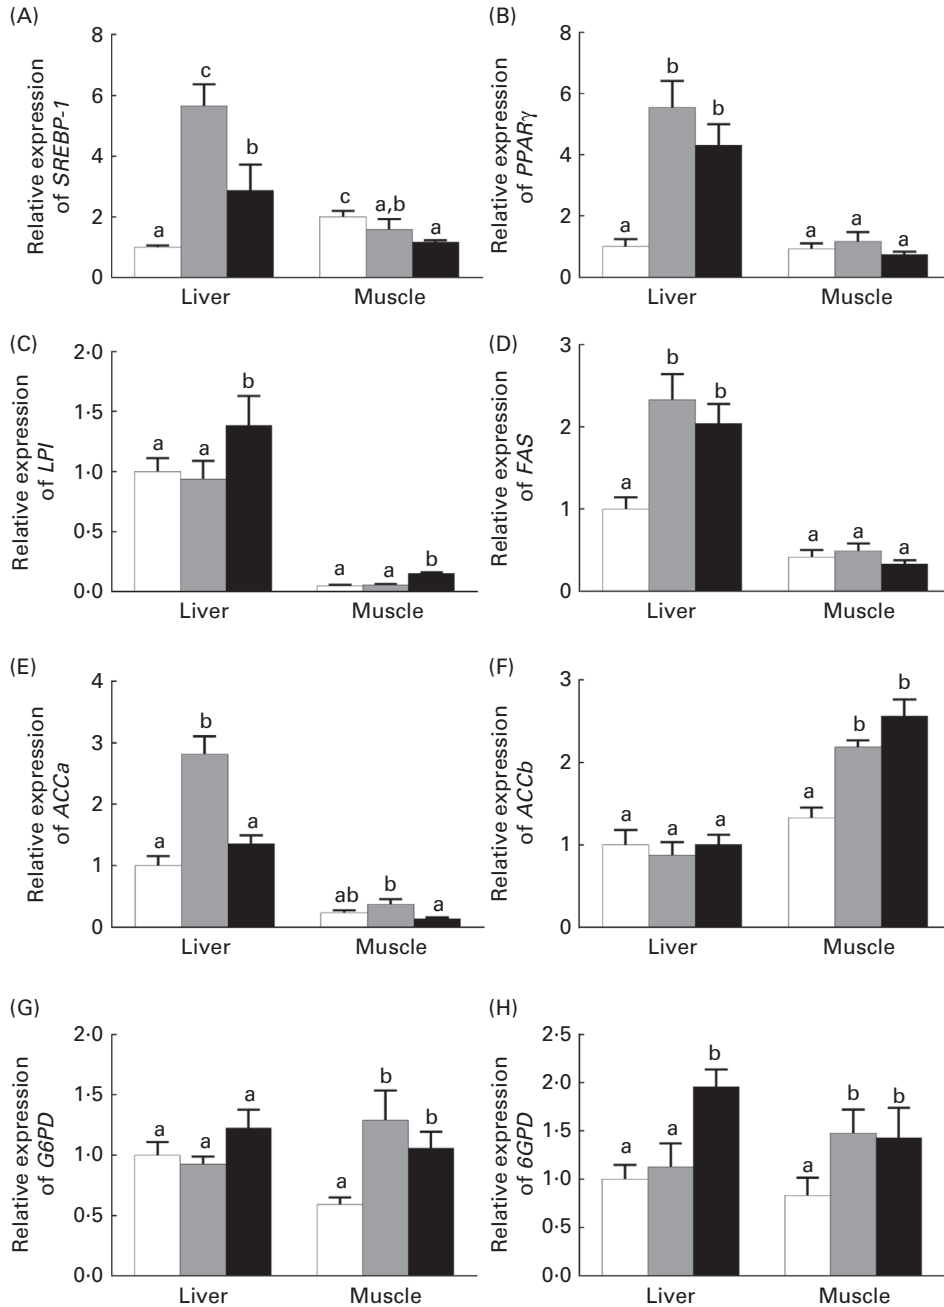 (A)
Relative expression
of SREBP-1
8
6
4
2
0
a
c
b
c
a,b
a
Liver
Muscle
(B)
Relative expression
of PPARγ
8
6
4
2
0
a
b
b
a
a
a
Liver
Muscle
(C)
Relative expression
of LPI
2·0
1·5
1·0
0·5
0·0
a
a
b
a
a
b
Liver
Muscle
(D)
Relative expression
of FAS
3
2
1
0
a
b
b
a
a
a
Liver
Muscle
(E)
Relative expression
of ACCa
4
3
2
1
0
a
b
a
ab
b
a
Liver
Muscle
(F)
Relative expression
of ACCb
3
2
1
0
a
a
a
a
b
b
Liver
Muscle
(G)
Relative expression
of G6PD
2·0
1·5
1·0
0·5
0·0
a
a
a
a
b
b
Liver
Muscle
(H)
Relative expression
of 6GPD
2·5
2·0
1·5
1·0
0·5
0·0
a
a
b
a
b
b
Liver
Muscle